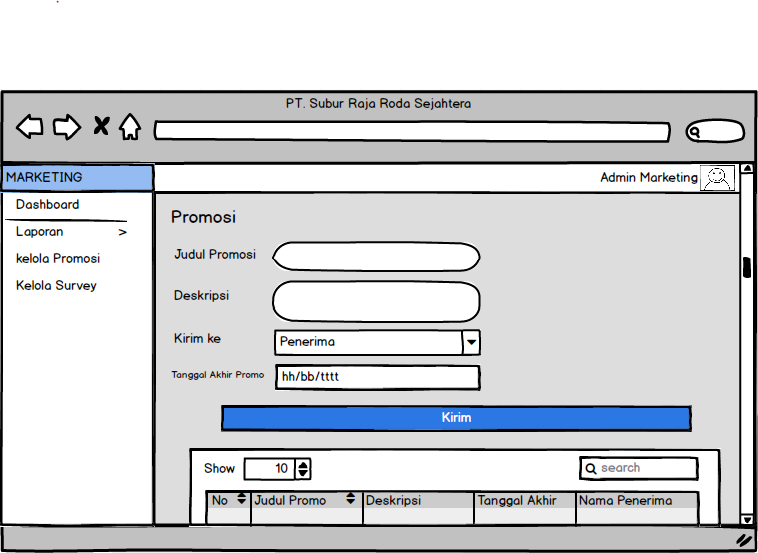 PT. Subur Raja Roda Sejahtera
MARKETING
Admin Marketing
Dashboard
Laporan >
kelola Promosi
Kelola Survey
Promosi
Judul Promosi
Deskripsi
Kirim ke
Penerima
Tanggal Akhir Promo
hh/bb/tttt
Kirim
Show 10
search
No Judul Promo Deskripsi Tanggal Akhir Nama Penerima